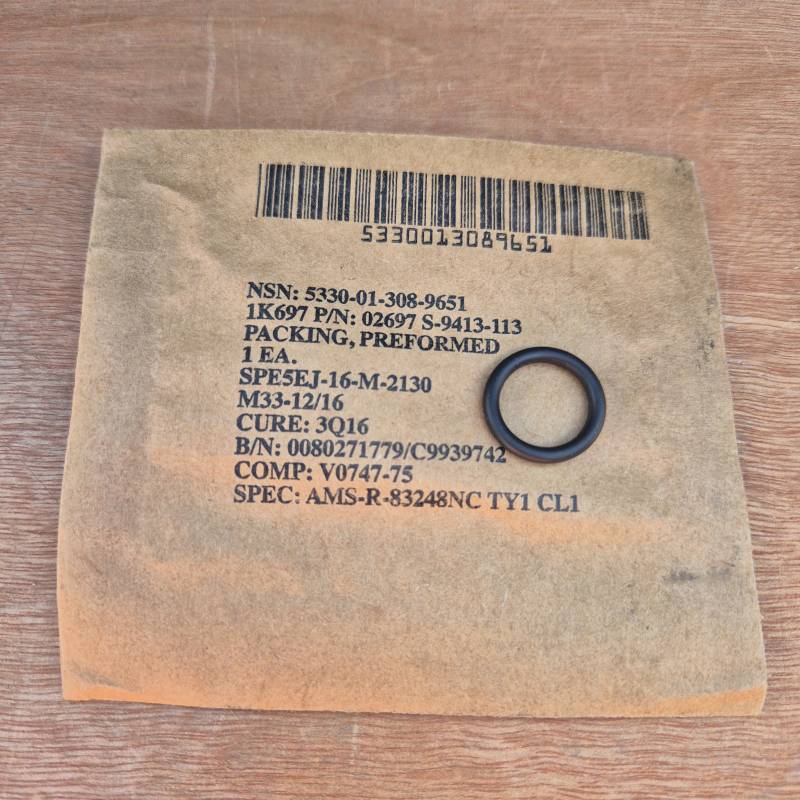 5330013089651
NSN: 5330-01-308-9651
1K697 P/N: 02697 S-9413-113
PACKING, PREFORMED
1 EA.
SPE5EJ-16-M-2130
M33-12/16
CURE: 3Q16
B/N: 0080271779/C9939742
COMP: V0747-75
SPEC: AMS-R-83248NC TY1 CL1